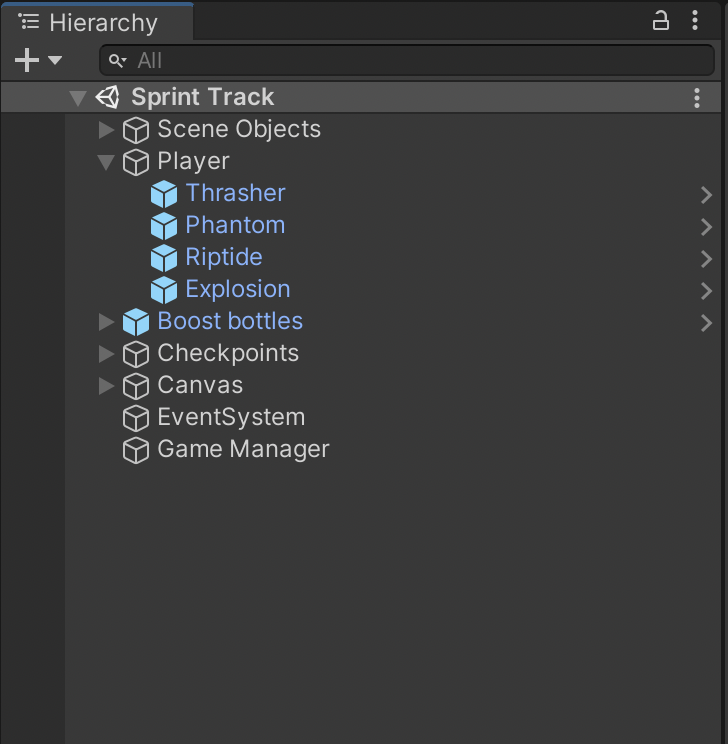 Hierarchy
All
Sprint Track
Scene Objects
Player
Thrasher
Phantom
Riptide
Explosion
Boost bottles
Checkpoints
Canvas
EventSystem
Game Manager